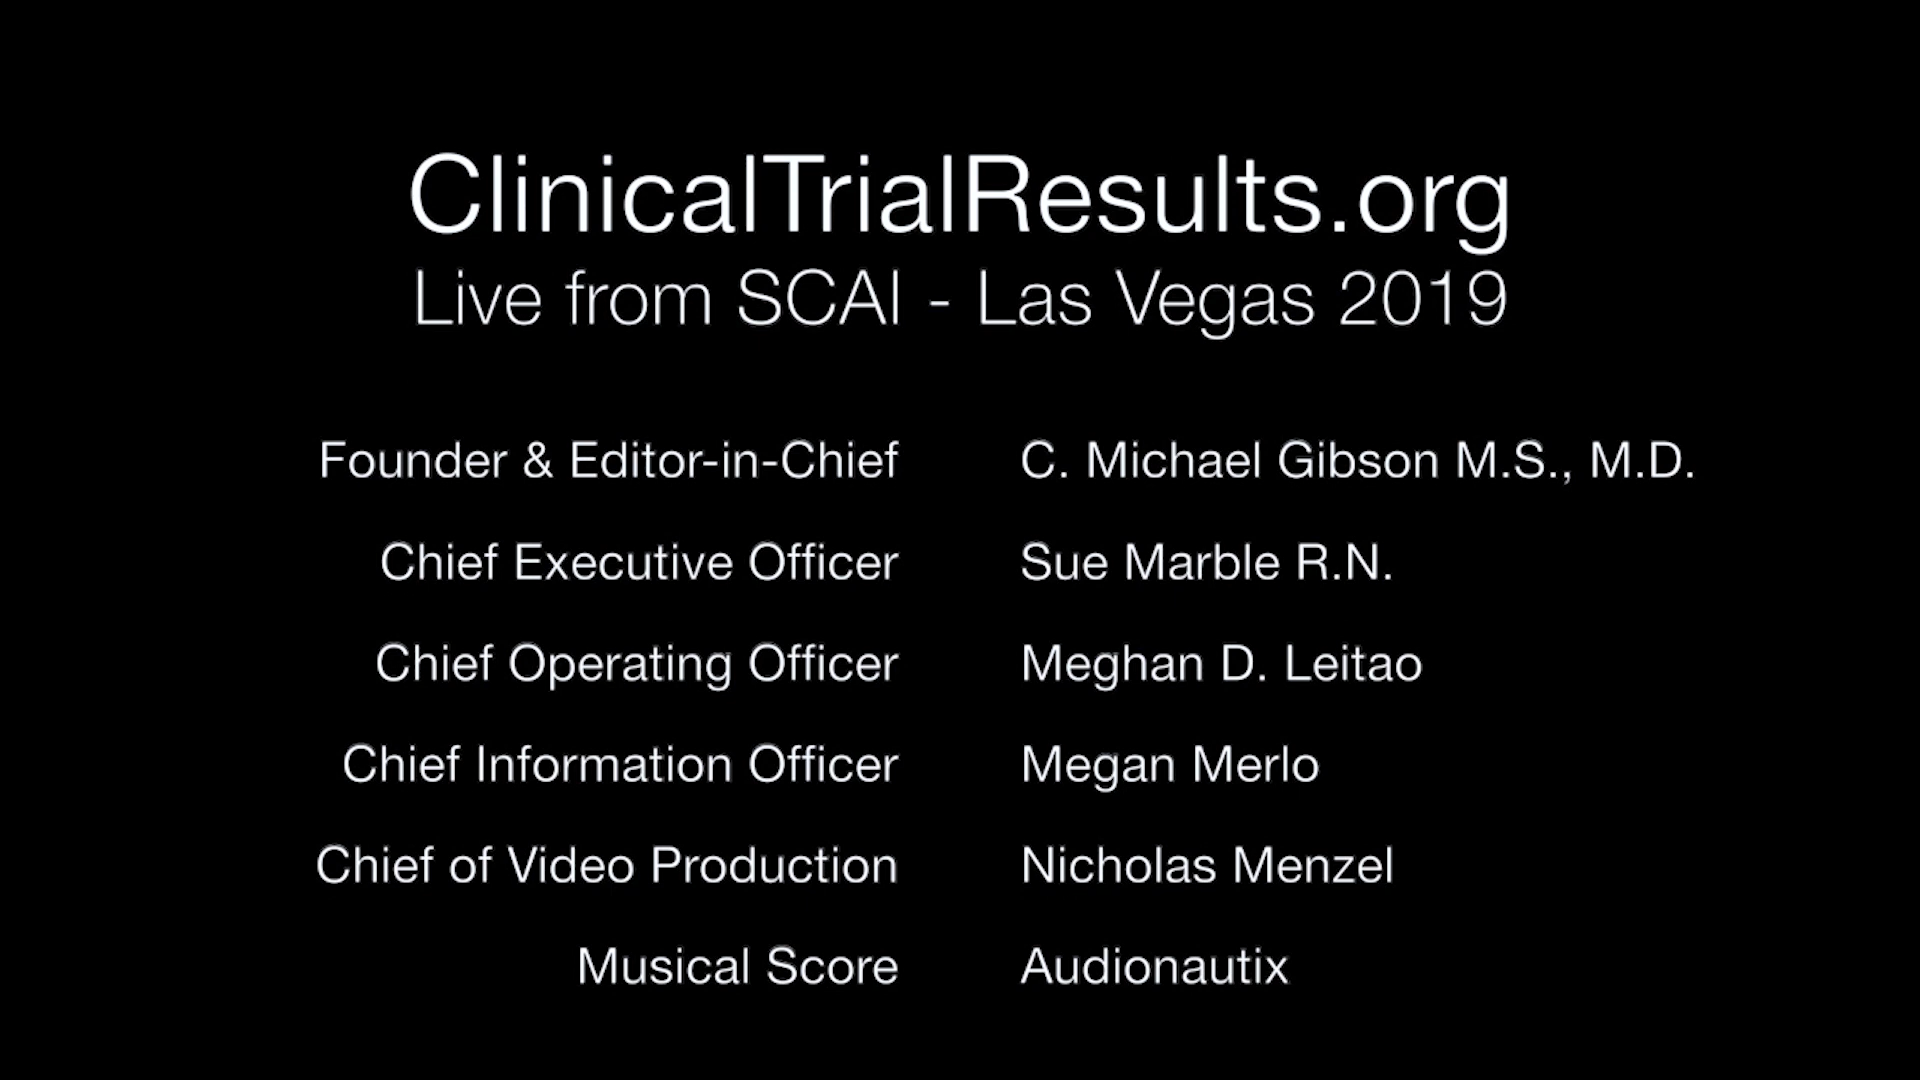 ClinicalTrialResults.org
Live from SCAI - Las Vegas 2019
Founder & Editor-in-Chief C. Michael Gibson M.S., M.D.
Chief Executive Officer Sue Marble R.N.
Chief Operating Officer Meghan D. Leitao
Chief Information Officer Megan Merlo
Chief of Video Production Nicholas Menzel
Musical Score Audionautix